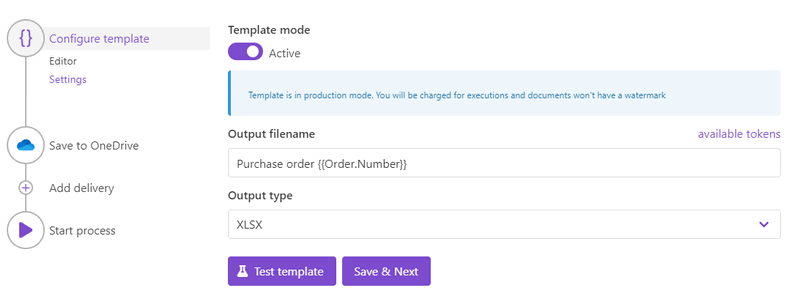 {}
Configure template
Editor
Settings
Save to OneDrive
Add delivery
Start process
Template mode
Active
Template is in production mode. You will be charged for executions and documents won't have a watermark
Output filename
available tokens
Purchase order {{Order.Number}}
Output type
XLSX
Test template
Save & Next